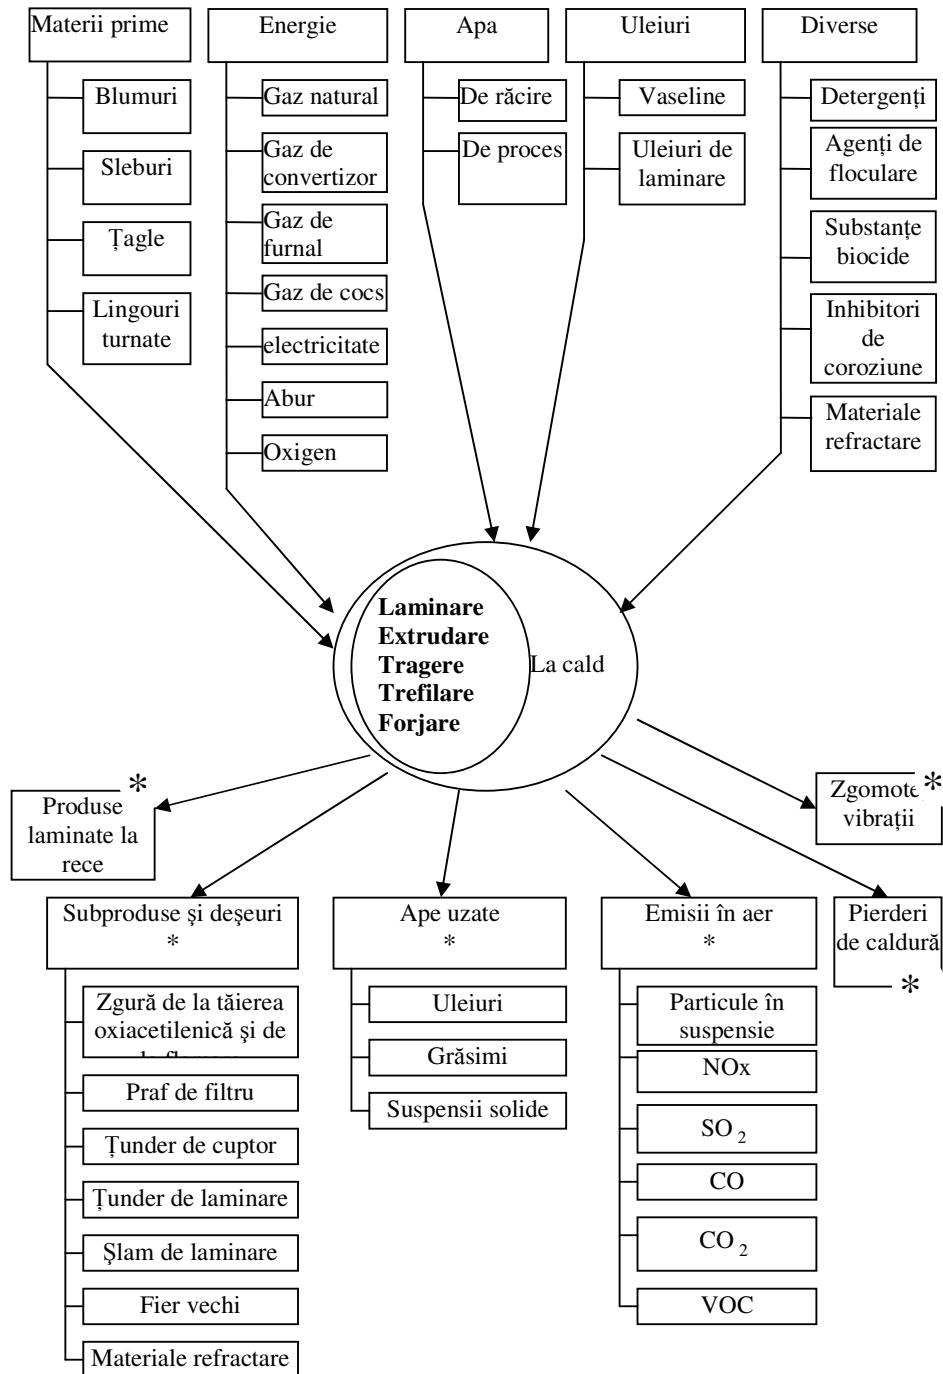 Materii prime
Blumuri
Sleburi
Țagle
Lingouri
turnate
Energie
Gaz natural
Gaz de
convertizor
Gaz de
furnal
Gaz de cocs
electricitate
Abur
Oxigen
Apa
De răcire
De proces
Uleiuri
Vaseline
Uleiuri de
laminare
Diverse
Detergenți
Agenți de
floculare
Substanțe
biocide
Inhibitori
de
coroziune
Materiale
refractare
Laminare
Extrudare
Tragere
Trefilare
Forjare
La cald
*
Produse
laminate la
rece
Zgomote *
vibrații
Subproduse şi deşeuri
*
Zgură de la tăierea
oxiacetilenică şi de
Praf de filtru
Țunder de cuptor
Țunder de laminare
Şlam de laminare
Fier vechi
Materiale refractare
Ape uzate
*
Uleiuri
Grăsimi
Suspensii solide
Emisii în aer
*
Particule în
suspensie
NOx
SO 2
CO
CO 2
VOC
Pierderi
de caldură
*